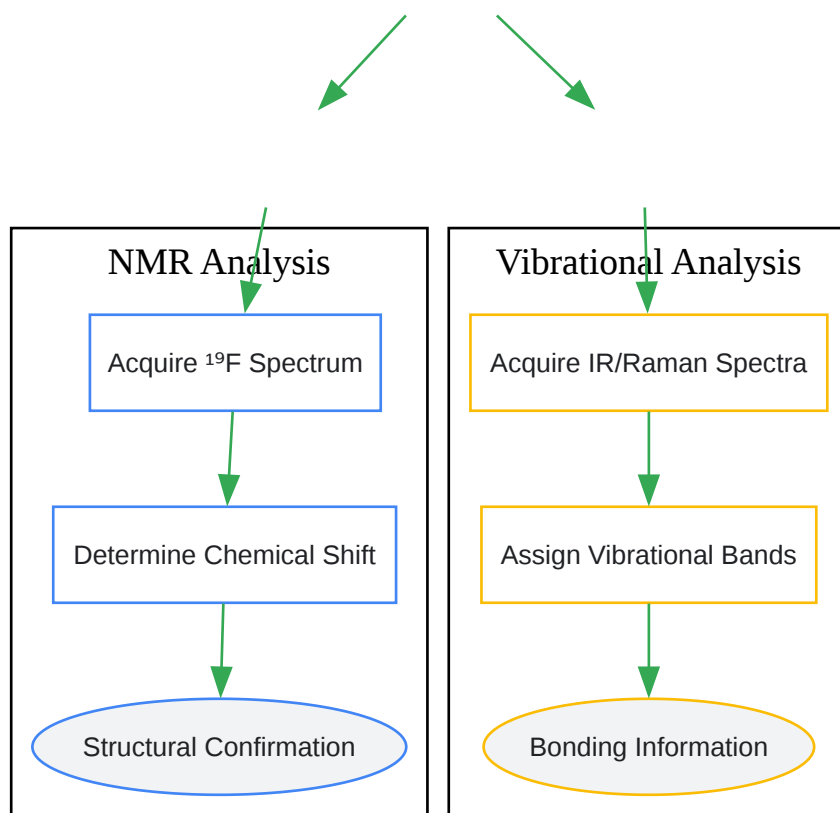 NMR Analysis
Acquire ¹⁹F Spectrum
Determine Chemical Shift
Structural Confirmation
Vibrational Analysis
Acquire IR/Raman Spectra
Assign Vibrational Bands
Bonding Information